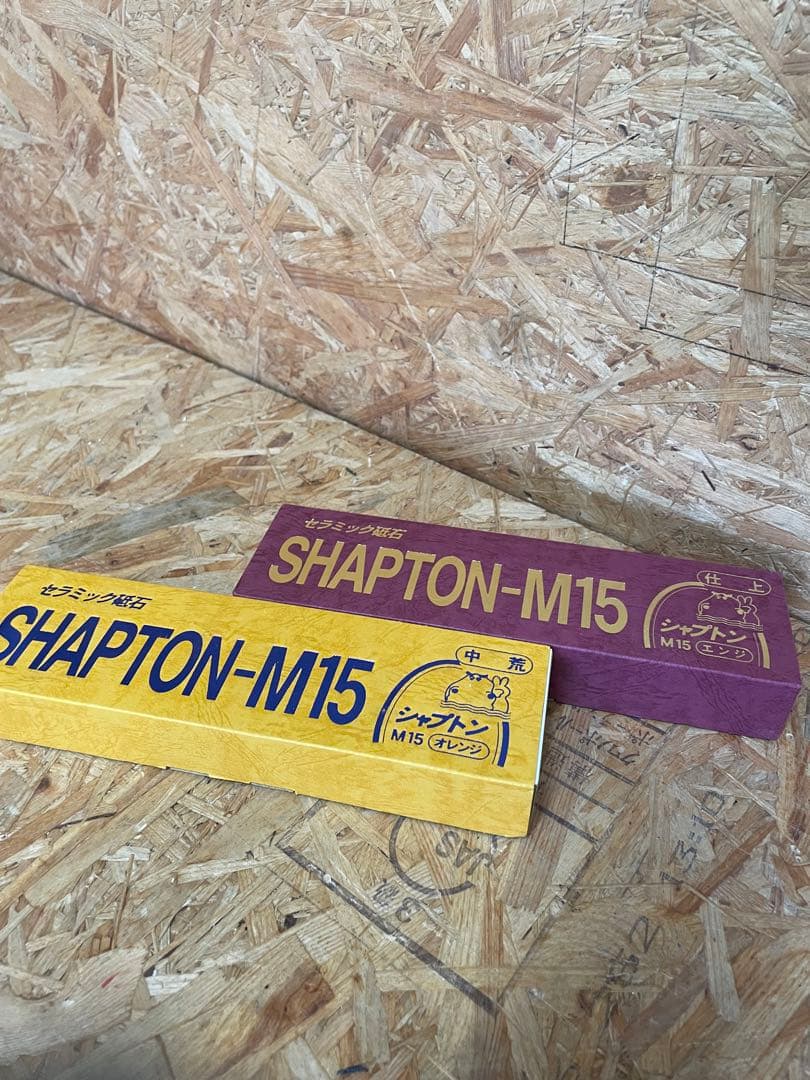 セラミック砥石
SHAPTON-M15
仕上
シャプトン
M15 エンジ
セラミック砥石
SHAPTON-M15
中荒
シャプトン
M15 オレンジ
JAS